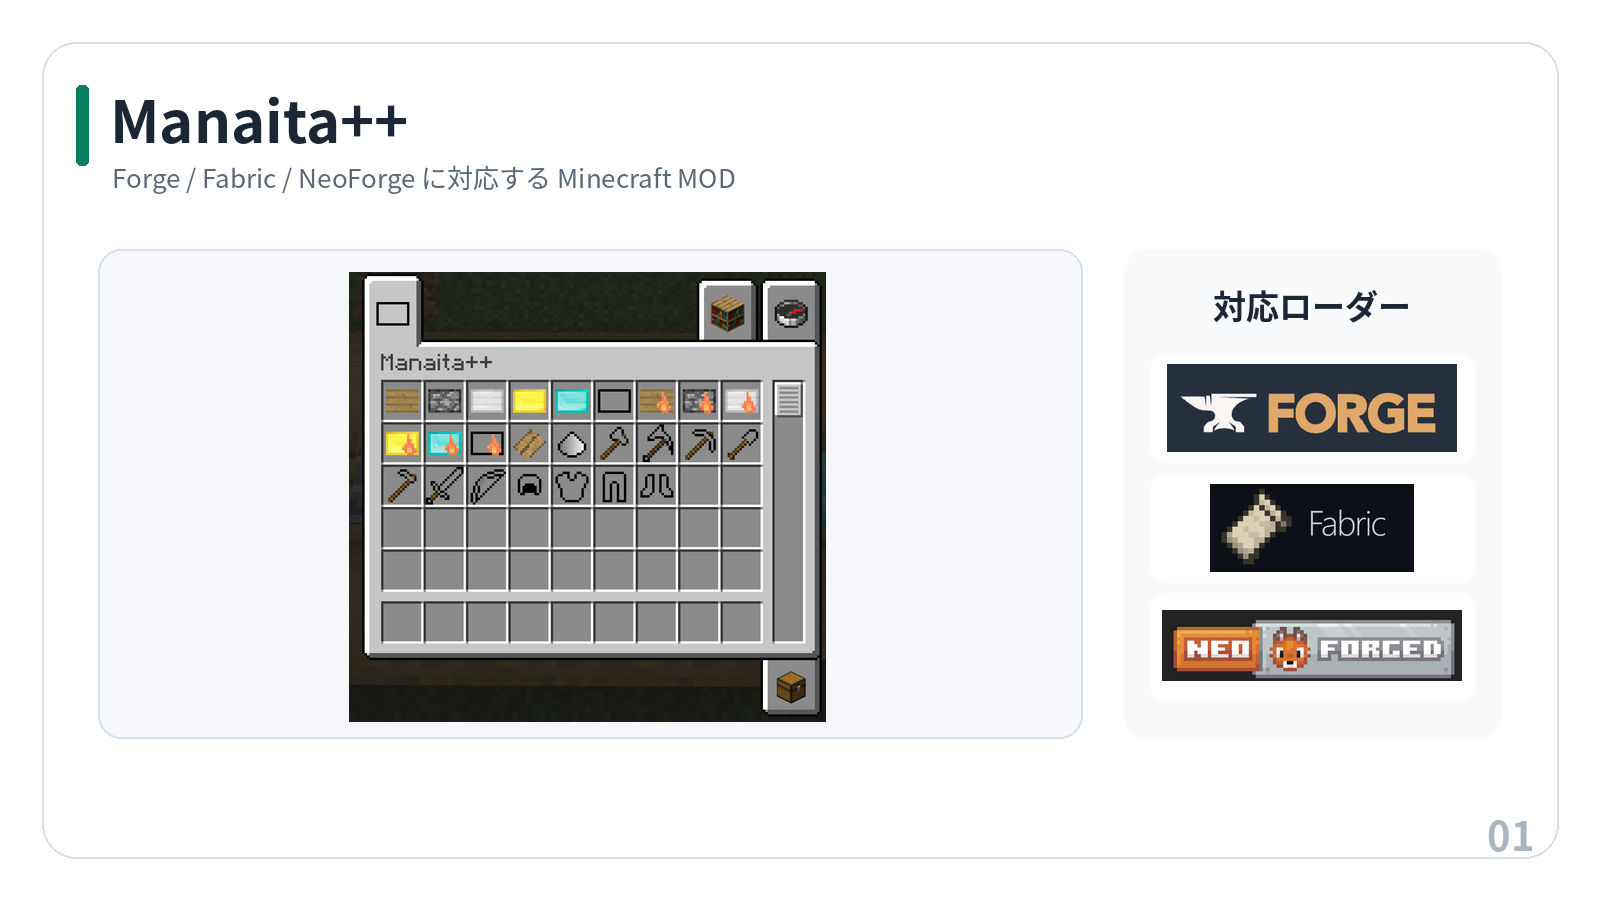 Manaita++
Forge / Fabric / NeoForge に対応する Minecraft MOD
Manaita++
対応ローダー
FORGE
Fabric
NEO FORGED
01